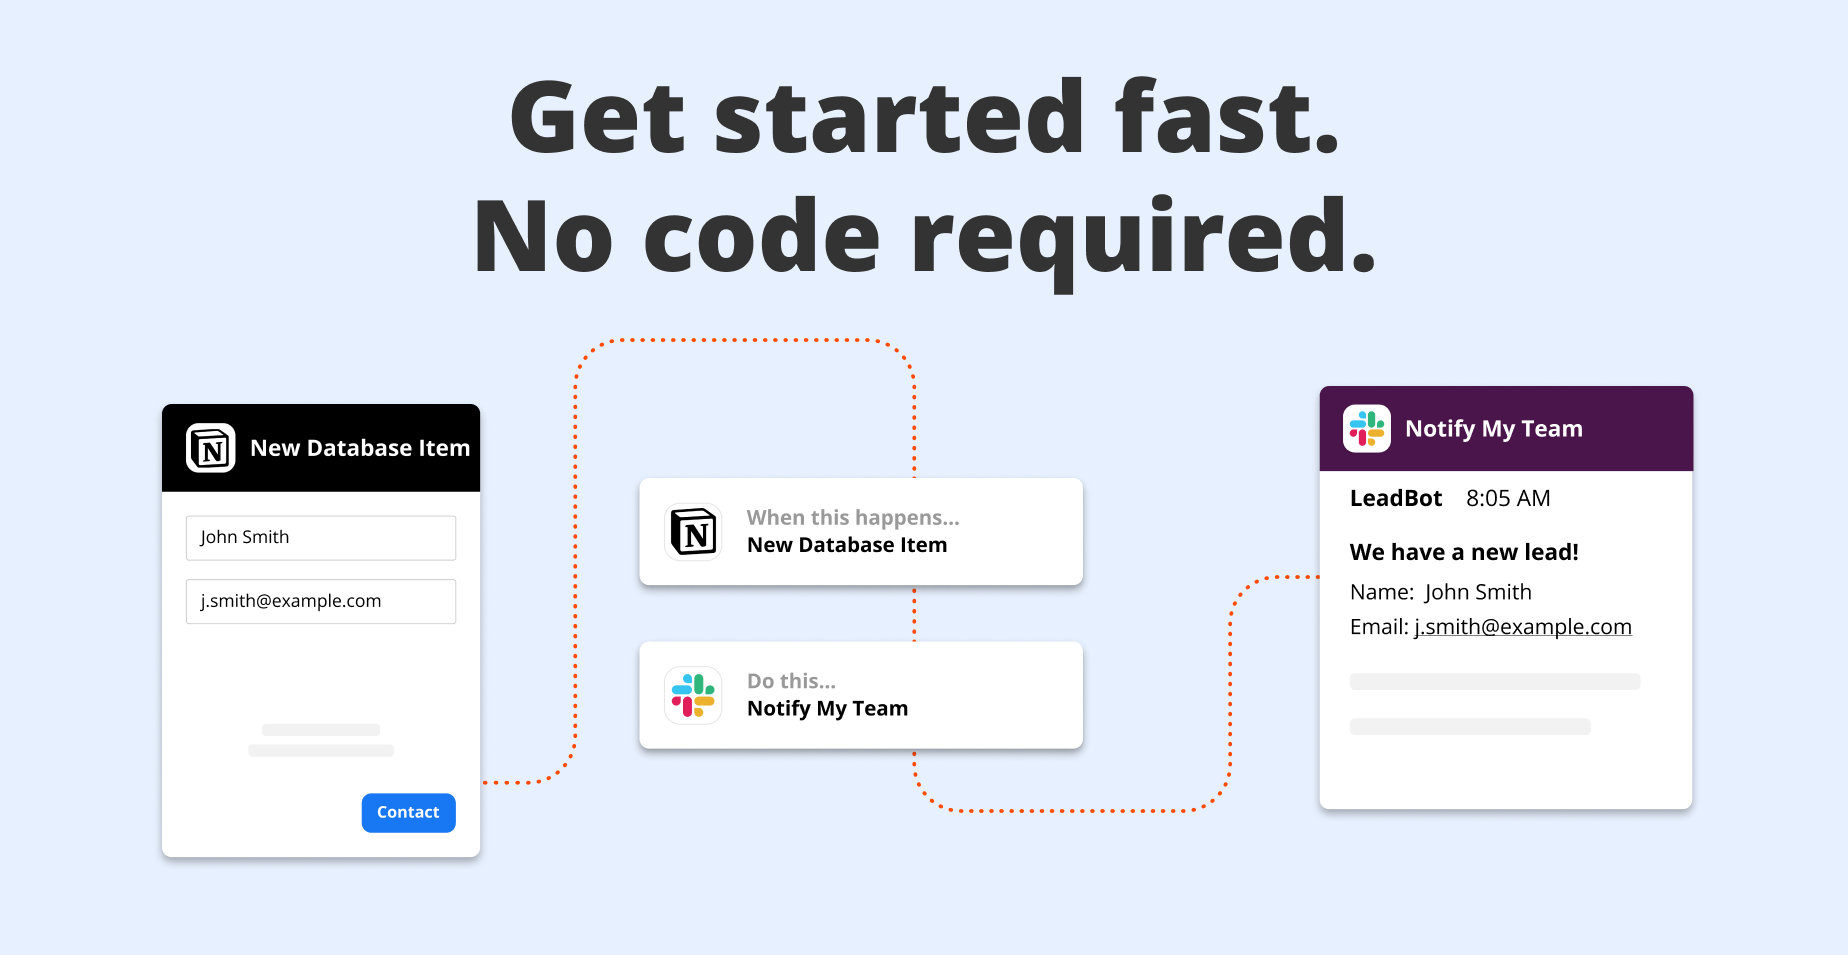 Get started fast.
No code required.
New Database Item
John Smith
j.smith@example.com
Contact
When this happens...
New Database Item
Do this...
Notify My Team
Notify My Team
LeadBot 8:05 AM
We have a new lead!
Name: John Smith
Email: j.smith@example.com